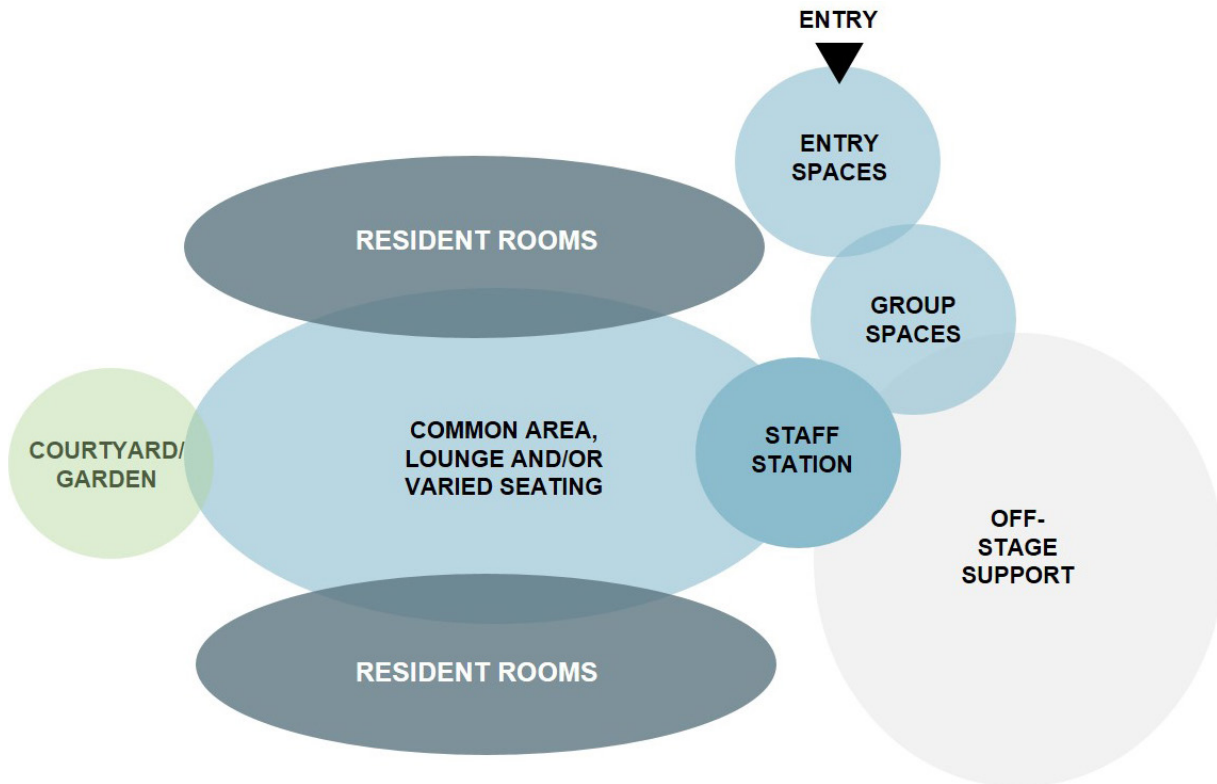 ENTRY
ENTRY
SPACES
RESIDENT ROOMS
GROUP
SPACES
COURTYARD/
GARDEN
COMMON AREA,
LOUNGE AND/OR
VARIED SEATING
STAFF
STATION
OFF-
STAGE
SUPPORT
RESIDENT ROOMS